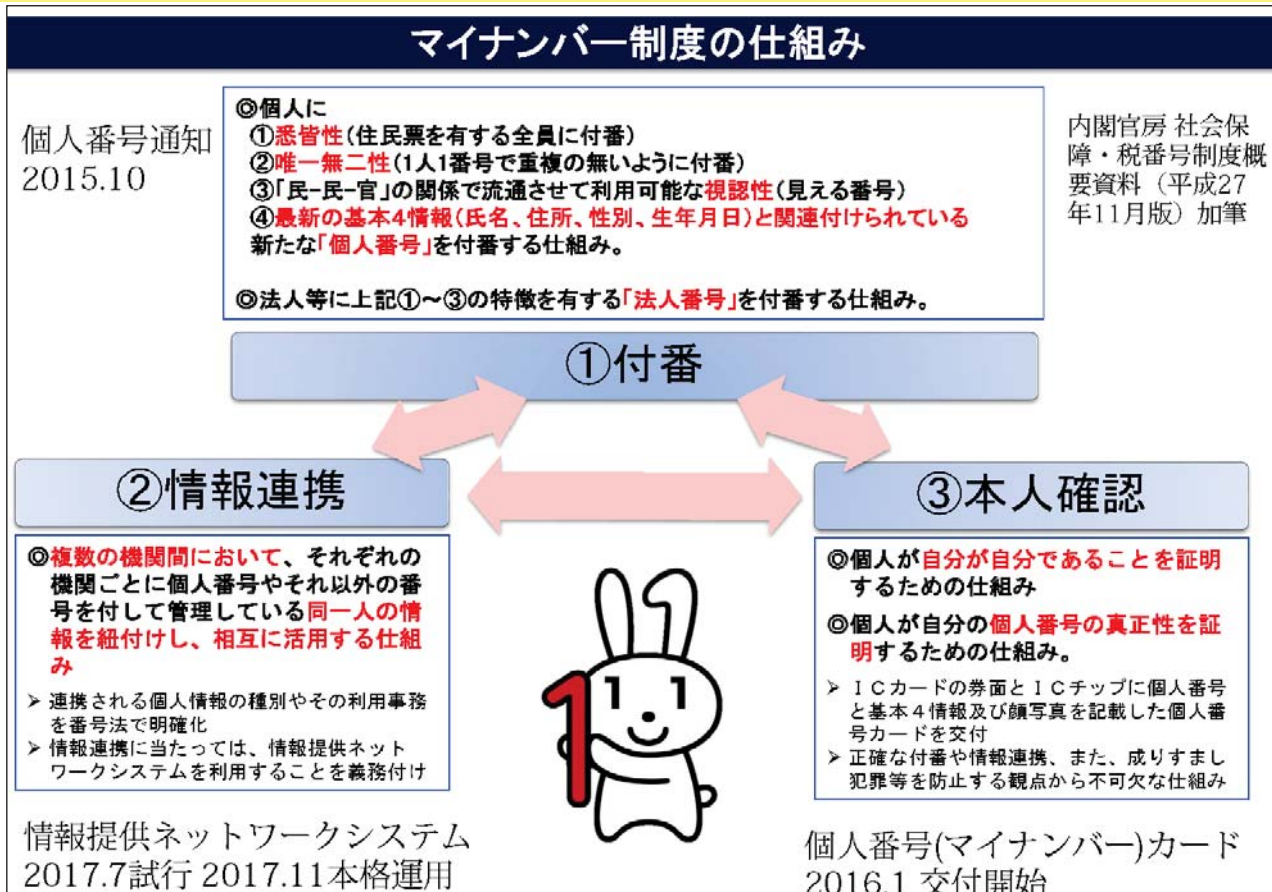 マイナンバー制度の仕組み
個人番号通知
2015.10
◎個人に
①悉皆性(住民票を有する全員に付番)
②唯一無二性(1人1番号で重複の無いように付番)
③「民-民-官」の関係で流通させて利用可能な視認性(見える番号)
④最新の基本4情報(氏名、住所、性別、生年月日)と関連付けられている
新たな「個人番号」を付番する仕組み。
◎法人等に上記①～③の特徴を有する「法人番号」を付番する仕組み。
内閣官房 社会保
障・税番号制度概
要資料（平成27
年11月版）加筆
①付番
②情報連携
◎複数の機関間において、それぞれの
機関ごとに個人番号やそれ以外の番
号を付して管理している同一人の情
報を紐付けし、相互に活用する仕組
み
➢ 連携される個人情報の種別やその利用事務
を番号法で明確化
➢ 情報連携に当たっては、情報提供ネット
ワークシステムを利用することを義務付け
情報提供ネットワークシステム
2017.7試行 2017.11本格運用
1
1 1
③本人確認
◎個人が自分が自分であることを証明
するための仕組み
◎個人が自分の個人番号の真正性を証
明するための仕組み。
➢ ＩＣカードの券面とＩＣチップに個人番号
と基本４情報及び顔写真を記載した個人番
号カードを交付
➢ 正確な付番や情報連携、また、成りすまし
犯罪等を防止する観点から不可欠な仕組み
個人番号(マイナンバー)カード
2016.1 交付開始